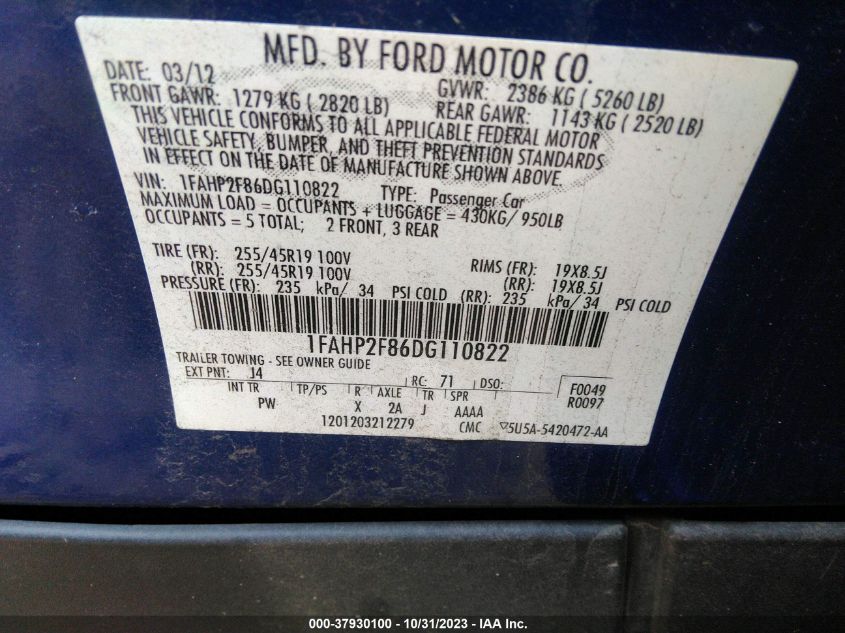 MFD. BY FORD MOTOR CO.
DATE: 03/12 GVWR: 2386 KG ( 5260 LB)
FRONT GAWR: 1279 KG ( 2820 LB) REAR GAWR: 1143 KG ( 2520 LB)
THIS VEHICLE CONFORMS TO ALL APPLICABLE FEDERAL MOTOR
VEHICLE SAFETY, BUMPER, AND THEFT PREVENTION STANDARDS
IN EFFECT ON THE DATE OF MANUFACTURE SHOWN ABOVE.
VIN: 1FAHP2F86DG110822 TYPE: Passenger Car
MAXIMUM LOAD = OCCUPANTS + LUGGAGE = 430KG/ 950LB
OCCUPANTS = 5 TOTAL; 2 FRONT, 3 REAR
TIRE (FR): 255/45R19 100V RIMS (FR): 19X8.5J
(RR): 255/45R19 100V (RR): 19X8.5J
PRESSURE (FR): 235 kPa/ 34 PSI COLD (RR): 235 kPa/ 34 PSI COLD
1FAHP2F86DG110822
TRAILER TOWING - SEE OWNER GUIDE
EXT PNT: J4 RC: 71 DSO: F0049
INT TR TP/PS R AXLE TR SPR R0097
PW X 2A J AAAA
1201203212279 CMC ▽5U5A-5420472-AA
000-37930100 - 10/31/2023 - IAA Inc.